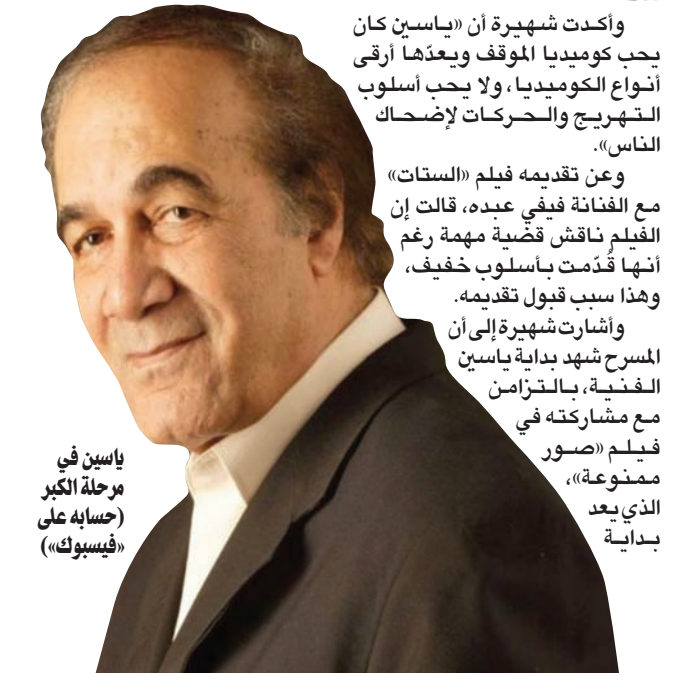 وأكدت شهيرة أن «ياسين كان
يحب كوميديا الموقف ويعدّها أرقى
أنواع الكوميديا، ولا يحب أسلوب
التهريج والحركات لإضحاك
الناس».
وعن تقديمه فيلم «الستات»
مع الفنانة فيفي عبده، قالت إن
الفيلم ناقش قضية مهمة رغم
أنها قُدّمت بأسلوب خفيف،
وهذا سبب قبول تقديمه.
وأشارت شهيرة إلى أن
المسرح شهد بداية ياسين
الفنية، بالتزامن
مع مشاركته في
فيلم «صور
ممنوعة»،
الذي يعد
بداية
ياسين في
مرحلة الكبر
(حسابه على
«فيسبوك»)